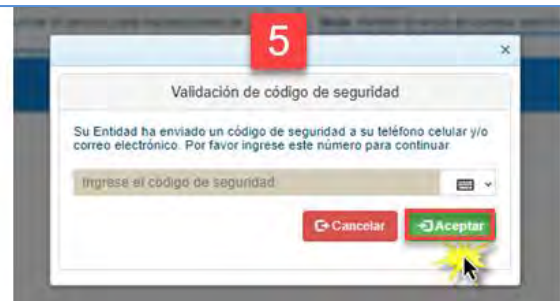 5
×
Validación de código de seguridad
Su Entidad ha enviado un código de seguridad a su teléfono celular y/o
correo electrónico. Por favor ingrese este número para continuar
Ingrese el código de seguridad
Cancelar
Aceptar